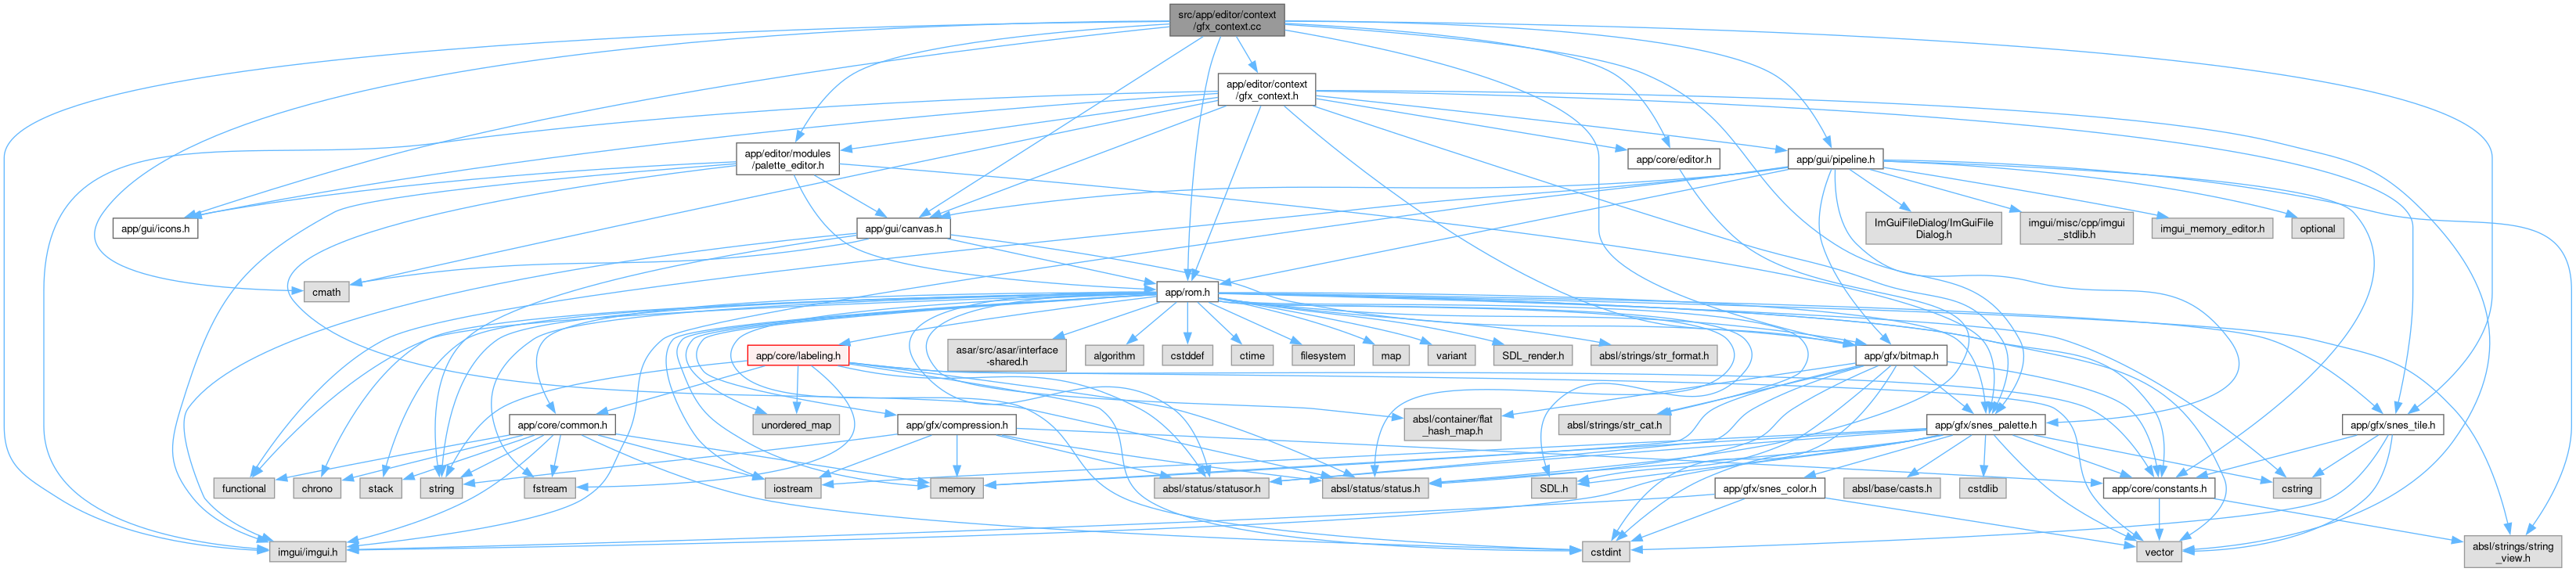 src/app/editor/context
/gfx_context.cc
app/editor/context
/gfx_context.h
app/editor/modules
/palette_editor.h
app/core/editor.h
app/gui/pipeline.h
app/gui/icons.h
app/gui/canvas.h
ImGuiFileDialog/ImGuiFile
Dialog.h
imgui/misc/cpp/imgui
_stdlib.h
imgui_memory_editor.h
optional
cmath
app/rom.h
app/core/labeling.h
asar/src/asar/interface
-shared.h
algorithm
cstddef
ctime
filesystem
map
variant
SDL_render.h
absl/strings/str_format.h
app/gfx/bitmap.h
app/core/common.h
unordered_map
app/gfx/compression.h
absl/container/flat
_hash_map.h
absl/strings/str_cat.h
app/gfx/snes_palette.h
app/gfx/snes_tile.h
functional
chrono
stack
string
fstream
iostream
memory
absl/status/statusor.h
absl/status/status.h
SDL.h
app/gfx/snes_color.h
absl/base/casts.h
cstdlib
app/core/constants.h
cstring
imgui/imgui.h
cstdint
vector
absl/strings/string
_view.h